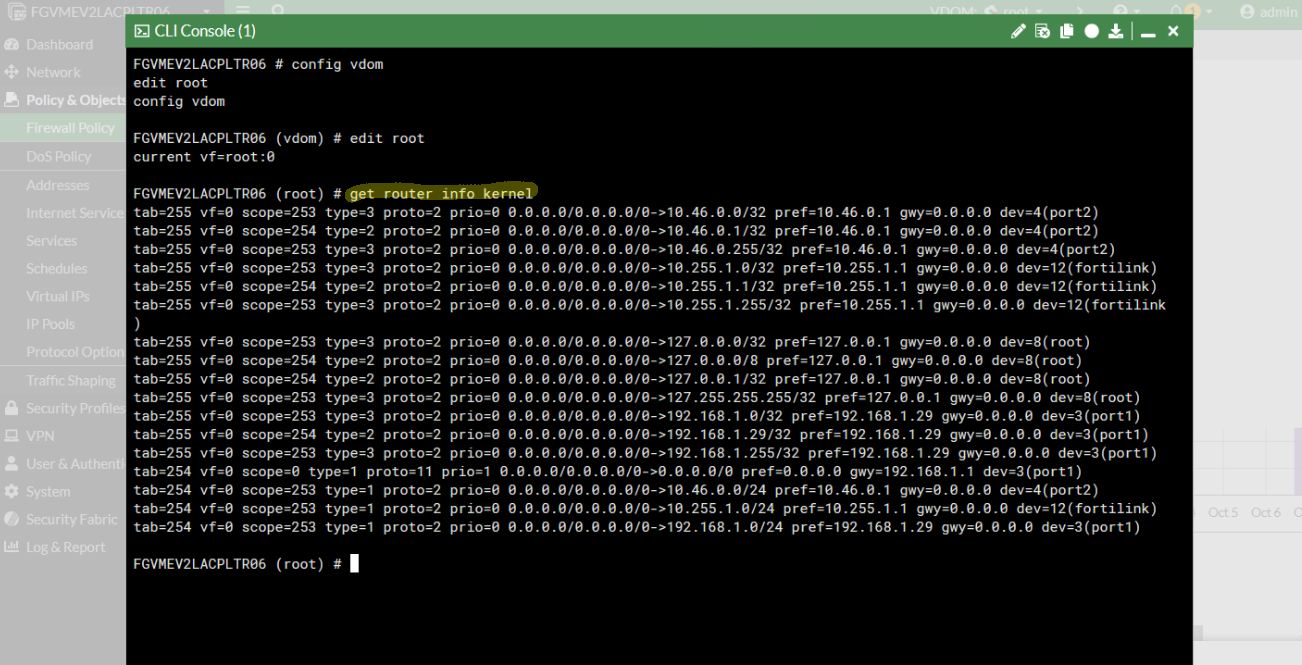 FGVMEV2LACPLTR06
VDOM: root
1
admin
CLI Console (1)
Dashboard
Network
Policy & Objects
Firewall Policy
DoS Policy
Addresses
Internet Service
Services
Schedules
Virtual IPs
IP Pools
Protocol Option
Traffic Shaping
Security Profiles
VPN
User & Authenti
System
Security Fabric
Log & Report
FGVMEV2LACPLTR06 # config vdom
edit root
config vdom
FGVMEV2LACPLTR06 (vdom) # edit root
current vf=root:0
FGVMEV2LACPLTR06 (root) # get router info kernel
tab=255 vf=0 scope=253 type=3 proto=2 prio=0 0.0.0.0/0.0.0.0/0->10.46.0.0/32 pref=10.46.0.1 gwy=0.0.0.0 dev=4(port2)
tab=255 vf=0 scope=254 type=2 proto=2 prio=0 0.0.0.0/0.0.0.0/0->10.46.0.1/32 pref=10.46.0.1 gwy=0.0.0.0 dev=4(port2)
tab=255 vf=0 scope=253 type=3 proto=2 prio=0 0.0.0.0/0.0.0.0/0->10.46.0.255/32 pref=10.46.0.1 gwy=0.0.0.0 dev=4(port2)
tab=255 vf=0 scope=253 type=3 proto=2 prio=0 0.0.0.0/0.0.0.0/0->10.255.1.0/32 pref=10.255.1.1 gwy=0.0.0.0 dev=12(fortilink)
tab=255 vf=0 scope=254 type=2 proto=2 prio=0 0.0.0.0/0.0.0.0/0->10.255.1.1/32 pref=10.255.1.1 gwy=0.0.0.0 dev=12(fortilink)
tab=255 vf=0 scope=253 type=3 proto=2 prio=0 0.0.0.0/0.0.0.0/0->10.255.1.255/32 pref=10.255.1.1 gwy=0.0.0.0 dev=12(fortilink
)
tab=255 vf=0 scope=253 type=3 proto=2 prio=0 0.0.0.0/0.0.0.0/0->127.0.0.0/32 pref=127.0.0.1 gwy=0.0.0.0 dev=8(root)
tab=255 vf=0 scope=254 type=2 proto=2 prio=0 0.0.0.0/0.0.0.0/0->127.0.0.0/8 pref=127.0.0.1 gwy=0.0.0.0 dev=8(root)
tab=255 vf=0 scope=254 type=2 proto=2 prio=0 0.0.0.0/0.0.0.0/0->127.0.0.1/32 pref=127.0.0.1 gwy=0.0.0.0 dev=8(root)
tab=255 vf=0 scope=253 type=3 proto=2 prio=0 0.0.0.0/0.0.0.0/0->127.255.255.255/32 pref=127.0.0.1 gwy=0.0.0.0 dev=8(root)
tab=255 vf=0 scope=253 type=3 proto=2 prio=0 0.0.0.0/0.0.0.0/0->192.168.1.0/32 pref=192.168.1.29 gwy=0.0.0.0 dev=3(port1)
tab=255 vf=0 scope=254 type=2 proto=2 prio=0 0.0.0.0/0.0.0.0/0->192.168.1.29/32 pref=192.168.1.29 gwy=0.0.0.0 dev=3(port1)
tab=255 vf=0 scope=253 type=3 proto=2 prio=0 0.0.0.0/0.0.0.0/0->192.168.1.255/32 pref=192.168.1.29 gwy=0.0.0.0 dev=3(port1)
tab=254 vf=0 scope=0 type=1 proto=11 prio=1 0.0.0.0/0.0.0.0/0->0.0.0.0/0 pref=0.0.0.0 gwy=192.168.1.1 dev=3(port1)
tab=254 vf=0 scope=253 type=1 proto=2 prio=0 0.0.0.0/0.0.0.0/0->10.46.0.0/24 pref=10.46.0.1 gwy=0.0.0.0 dev=4(port2)
tab=254 vf=0 scope=253 type=1 proto=2 prio=0 0.0.0.0/0.0.0.0/0->10.255.1.0/24 pref=10.255.1.1 gwy=0.0.0.0 dev=12(fortilink)
tab=254 vf=0 scope=253 type=1 proto=2 prio=0 0.0.0.0/0.0.0.0/0->192.168.1.0/24 pref=192.168.1.29 gwy=0.0.0.0 dev=3(port1)
FGVMEV2LACPLTR06 (root) #
Oct 5 Oct 6